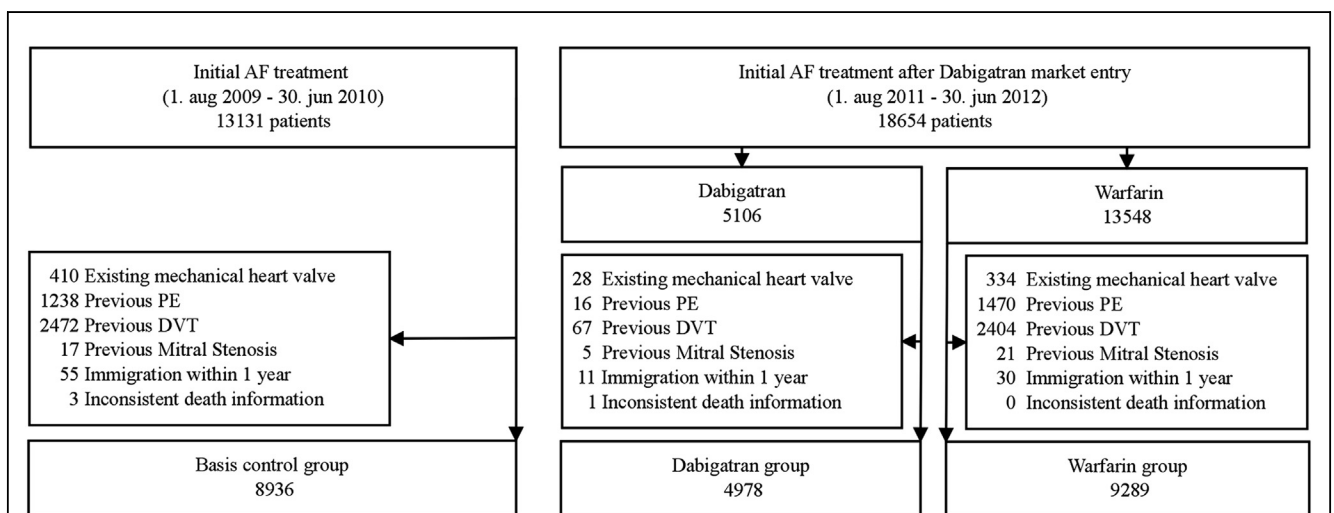 Initial AF treatment
(1. aug 2009 - 30. jun 2010)
13131 patients
Initial AF treatment after Dabigatran market entry
(1. aug 2011 - 30. jun 2012)
18654 patients
Dabigatran
5106
Warfarin
13548
410 Existing mechanical heart valve
1238 Previous PE
2472 Previous DVT
17 Previous Mitral Stenosis
55 Immigration within 1 year
3 Inconsistent death information
28 Existing mechanical heart valve
16 Previous PE
67 Previous DVT
5 Previous Mitral Stenosis
11 Immigration within 1 year
1 Inconsistent death information
334 Existing mechanical heart valve
1470 Previous PE
2404 Previous DVT
21 Previous Mitral Stenosis
30 Immigration within 1 year
0 Inconsistent death information
Basis control group
8936
Dabigatran group
4978
Warfarin group
9289